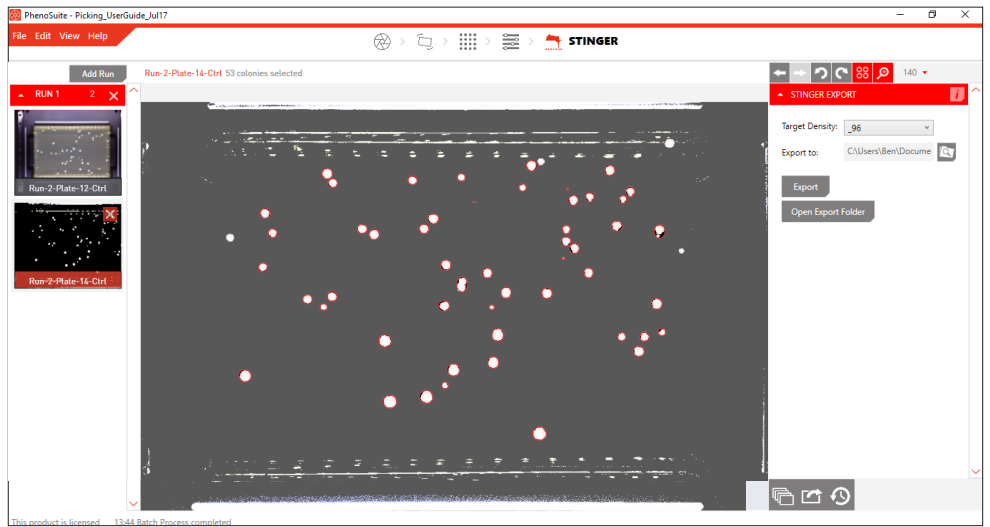 PhenoSuite - Picking_UserGuide_Jul17
File Edit View Help
STINGER
Add Run
Run-2-Plate-14-Ctrl 53 colonies selected
140
RUN 1 2
STINGER EXPORT
Target Density: _96
Export to: C:\Users\Ben\Docume
Run-2-Plate-12-Ctrl
Export
Open Export Folder
Run-2-Plate-14-Ctrl
This product is licensed 13:44 Batch Process completed